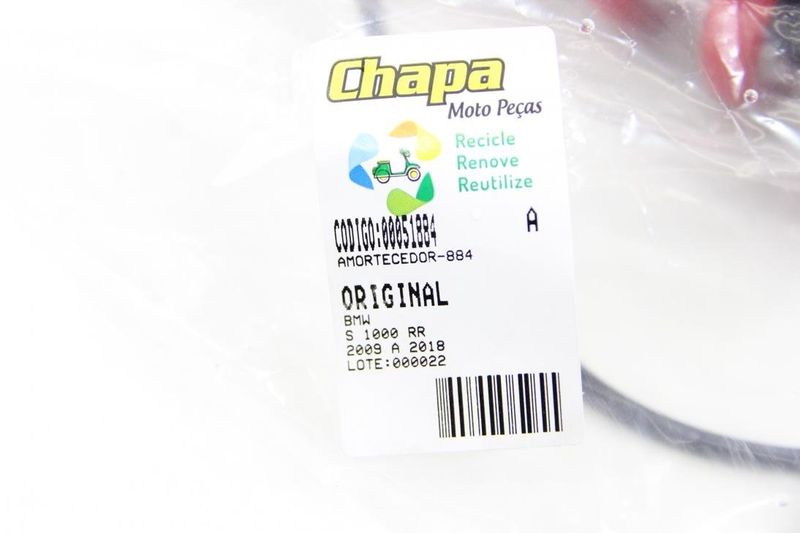 Chapa
Moto Peças
Recicle
Renove
Reutilize
CODIGO:00051884
A
AMORTECEDOR-884
ORIGINAL
BMW
S 1000 RR
2009 A 2018
LOTE:000022